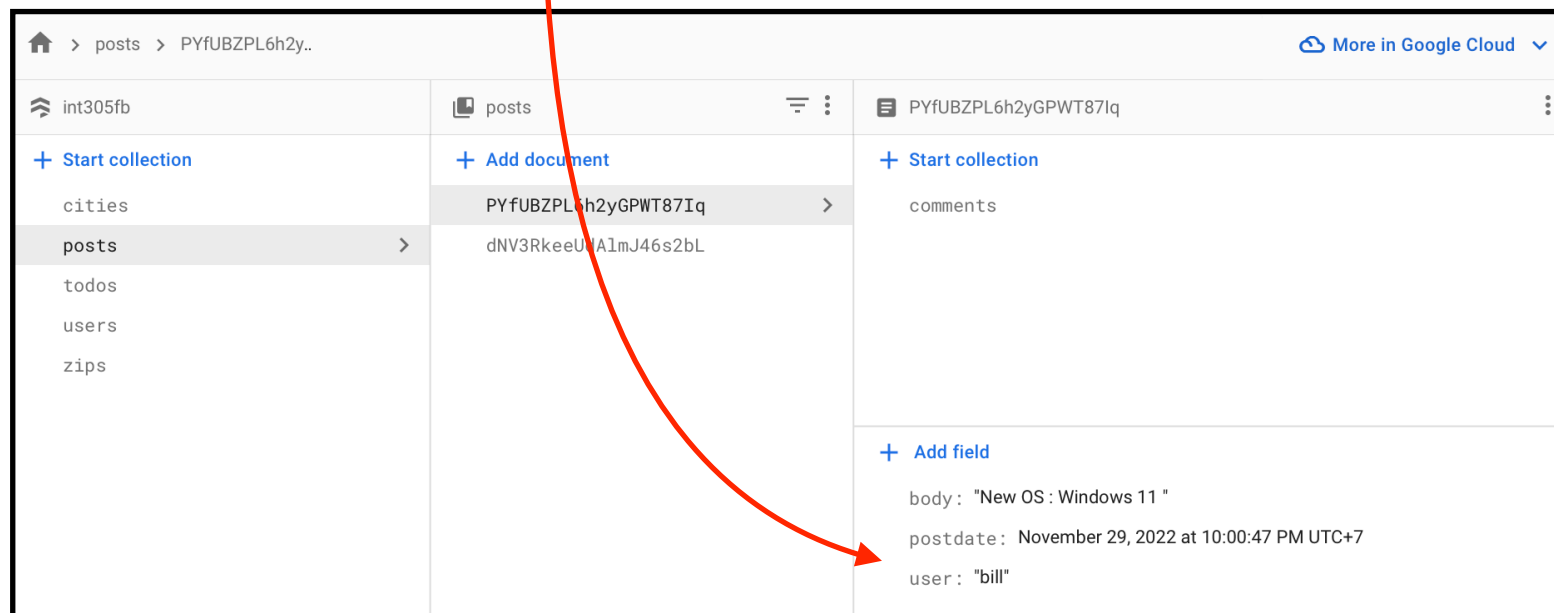 posts > PYfUBZPL6h2y..
More in Google Cloud
int305fb
Start collection
cities
posts
todos
users
zips
posts
Add document
PYfUBZPL6h2yGPWT87Iq
dNV3RkeeUdAlmJ46s2bL
PYfUBZPL6h2yGPWT87Iq
Start collection
comments
Add field
body: "New OS : Windows 11 "
postdate: November 29, 2022 at 10:00:47 PM UTC+7
user: "bill"